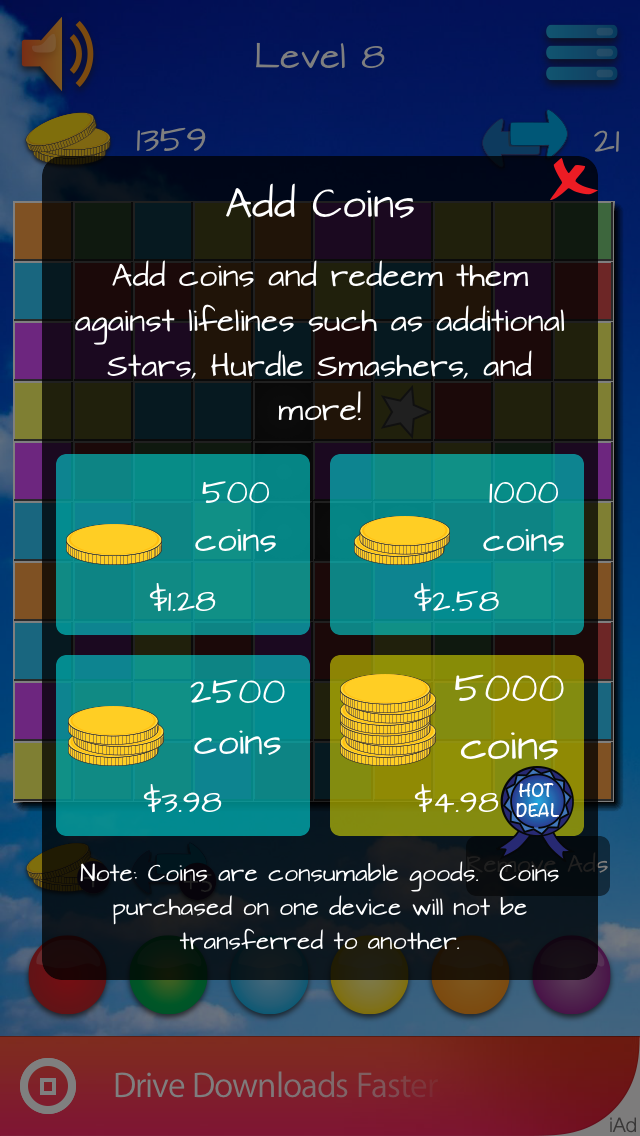 Level 8
1359
21
Add Coins
Add coins and redeem them
against lifelines such as additional
Stars, Hurdle Smashers, and
more!
500
coins
$1.28
1000
coins
$2.58
2500
coins
$3.98
5000
coins
$4.98
HOT
DEAL
Remove Ads
Note: Coins are consumable goods. Coins
purchased on one device will not be
transferred to another.
Drive Downloads Faster
iAd